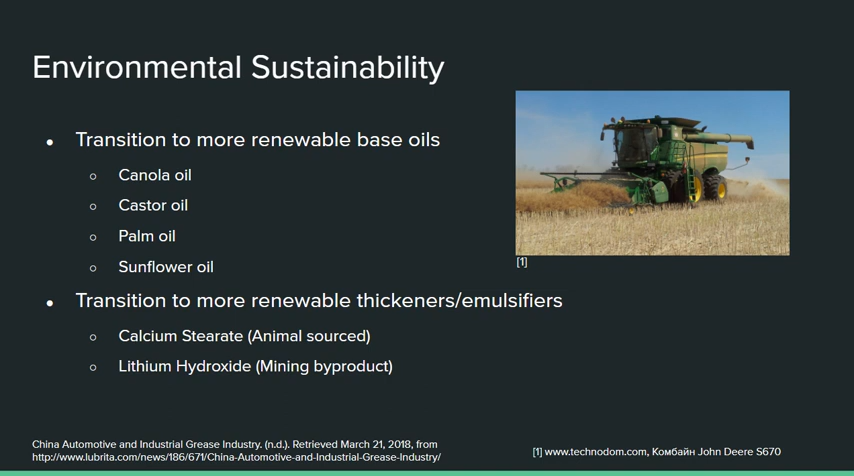 Environmental Sustainability
● Transition to more renewable base oils
○ Canola oil
○ Castor oil
○ Palm oil
○ Sunflower oil
[1]
● Transition to more renewable thickeners/emulsifiers
○ Calcium Stearate (Animal sourced)
○ Lithium Hydroxide (Mining byproduct)
China Automotive and Industrial Grease Industry. (n.d.). Retrieved March 21, 2018, from
http://www.lubrita.com/news/186/671/China-Automotive-and-Industrial-Grease-Industry/
[1] www.technodom.com, Комбайн John Deere S670